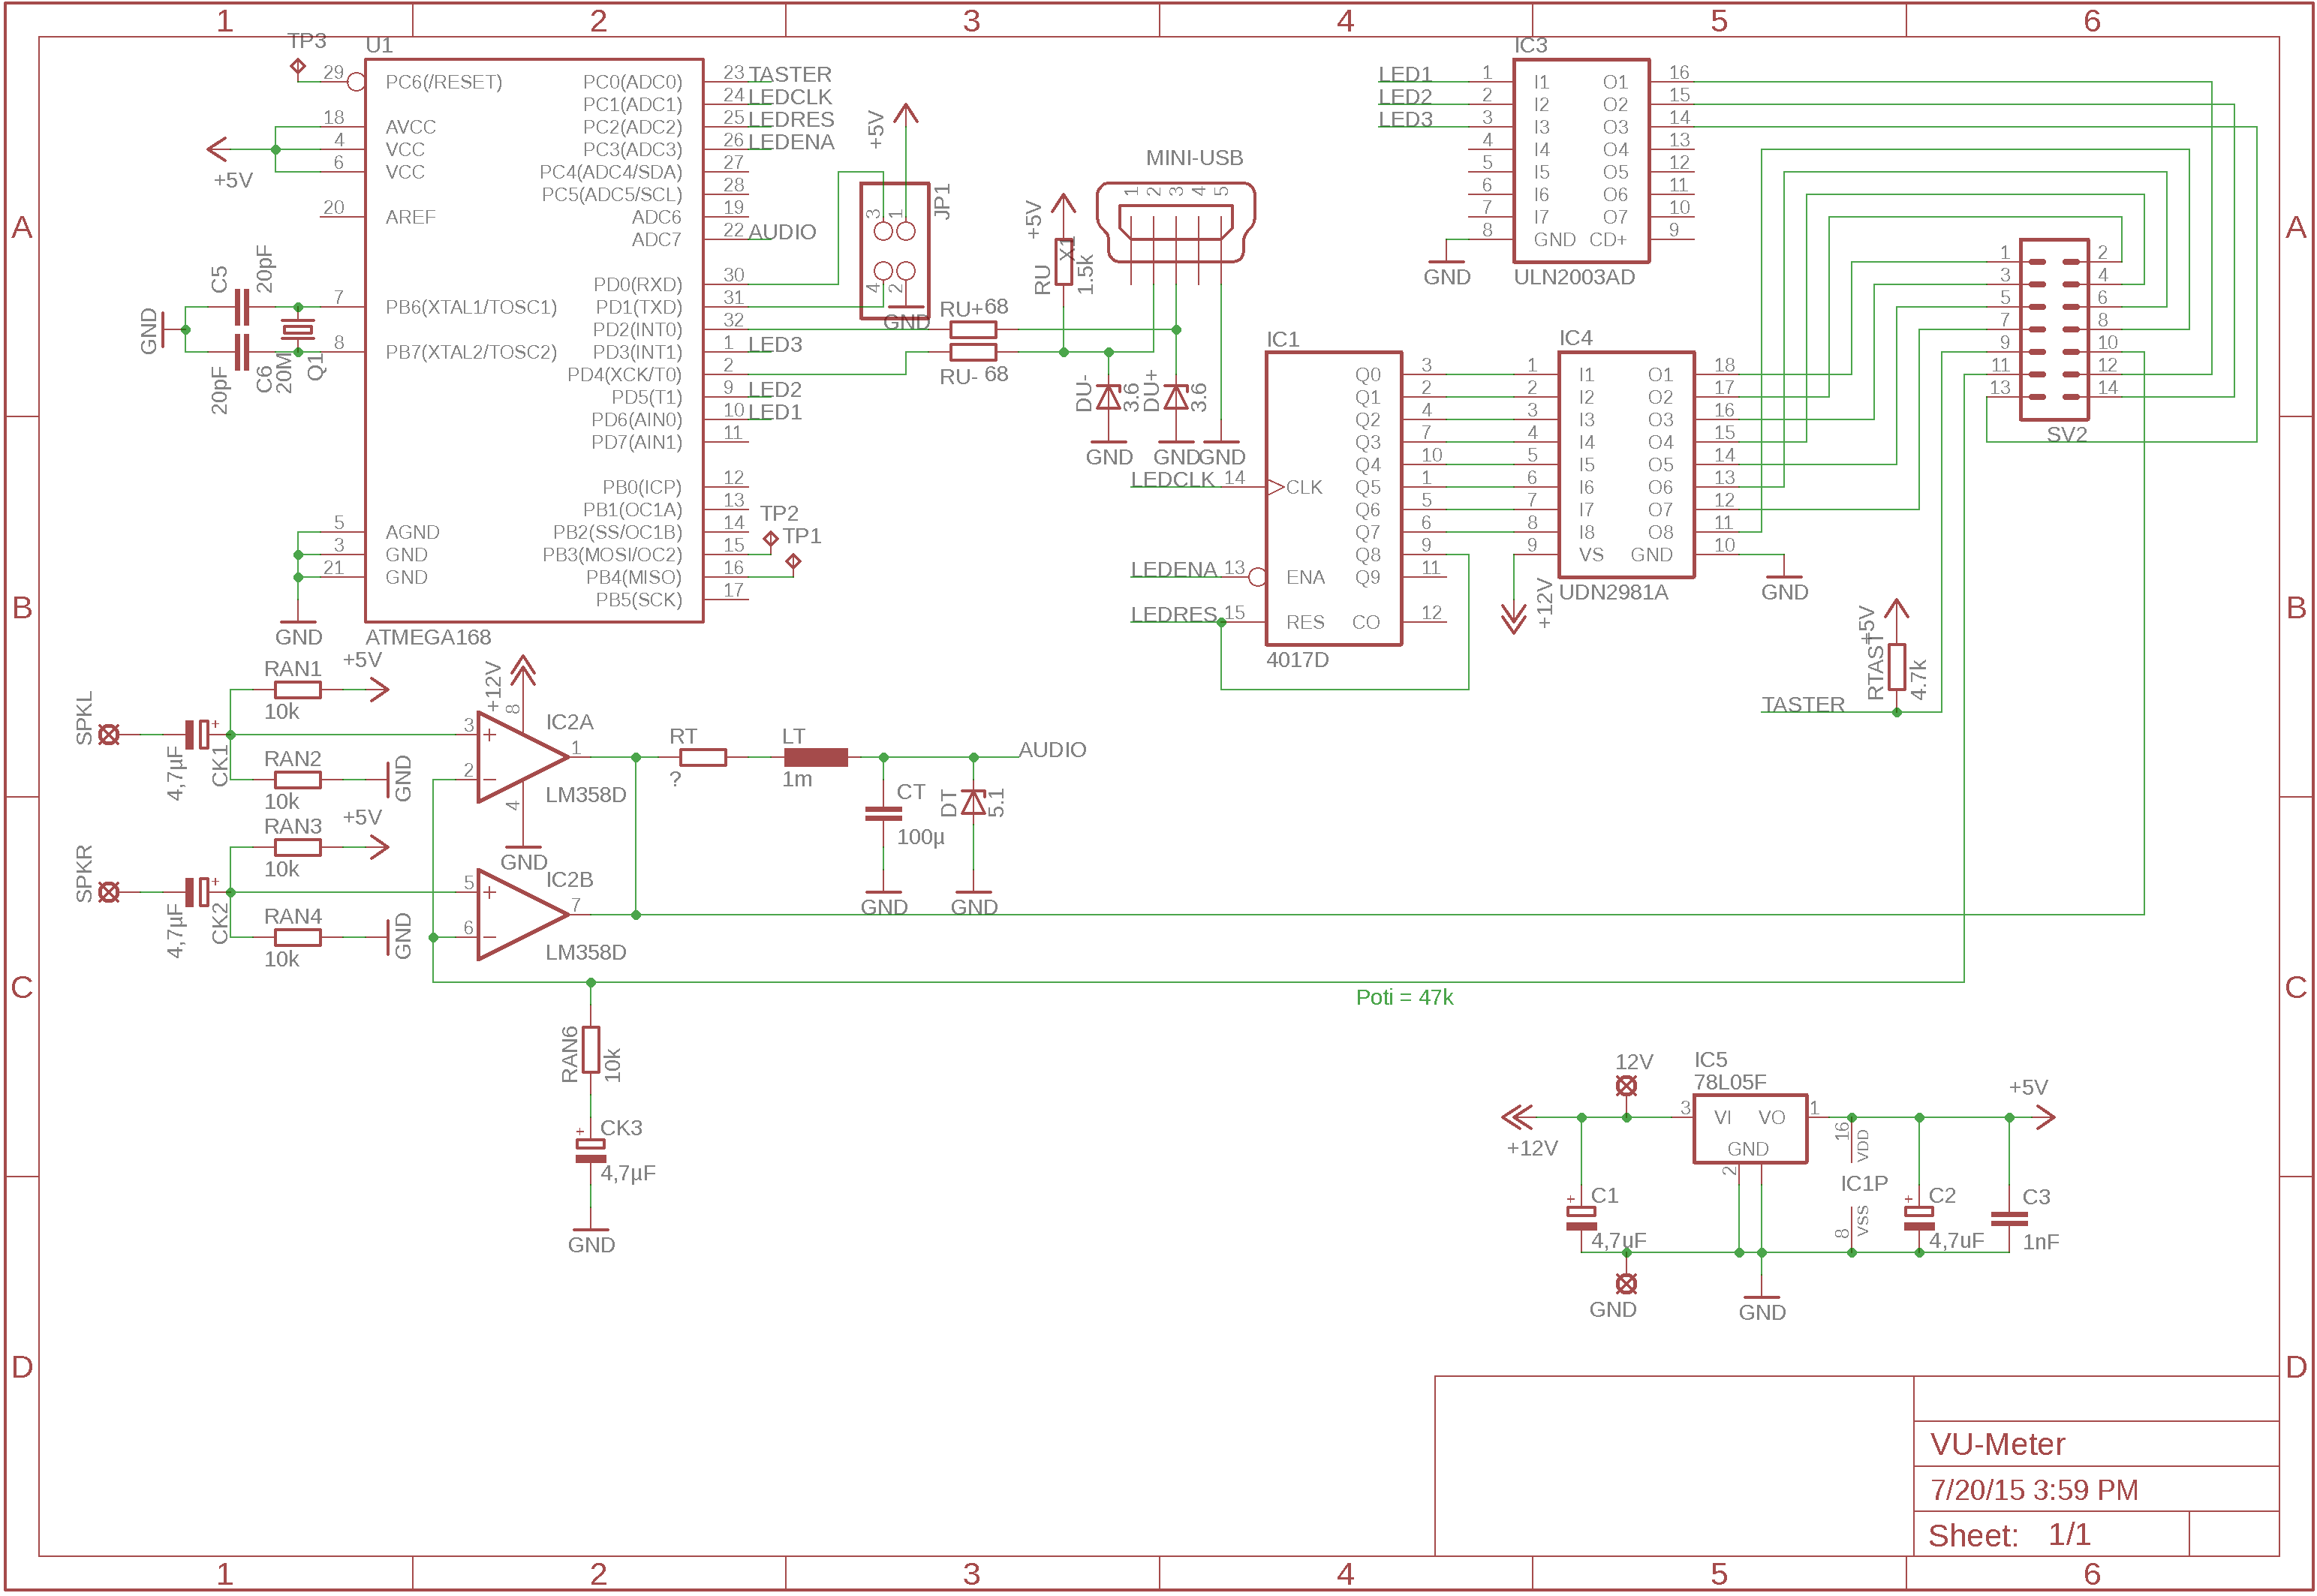 1 2 3 4 5 6
A B C D
A B C D
1 2 3 4 5 6
TP3
U1
29 PC6(/RESET)
18 AVCC
4 VCC
6 VCC
+5V
20 AREF
7 PB6(XTAL1/TOSC1)
8 PB7(XTAL2/TOSC2)
5 AGND
3 GND
21 GND
GND
ATMEGA168
PC0(ADC0) 23 TASTER
PC1(ADC1) 24 LEDCLK
PC2(ADC2) 25 LEDRES
PC3(ADC3) 26 LEDENA
PC4(ADC4/SDA) 27
PC5(ADC5/SCL) 28
ADC6 19
ADC7 22 AUDIO
PD0(RXD) 30
PD1(TXD) 31
PD2(INT0) 32
PD3(INT1) 1 LED3
PD4(XCK/T0) 2
PD5(T1) 9 LED2
PD6(AIN0) 10 LED1
PD7(AIN1) 11
PB0(ICP) 12
PB1(OC1A) 13
PB2(SS/OC1B) 14
PB3(MOSI/OC2) 15
PB4(MISO) 16
PB5(SCK) 17
TP2
TP1
GND
C5
20pF
20pF
C6
20M
Q1
+5V
JP1
3 1
4 2
GND
RU+ 68
RU- 68
+5V
RU
X1
1.5k
MINI-USB
1 2 3 4 5
DU-
3.6
DU+
3.6
GND GND GND
IC3
LED1 1 I1 O1 16
LED2 2 I2 O2 15
LED3 3 I3 O3 14
4 I4 O4 13
5 I5 O5 12
6 I6 O6 11
7 I7 O7 10
8 GND CD+ 9
GND
ULN2003AD
IC1
Q0 3
Q1 2
Q2 4
Q3 7
Q4 10
LEDCLK 14 CLK Q5 1
Q6 5
Q7 6
Q8 9
LEDENA 13 ENA Q9 11
LEDRES 15 RES CO 12
4017D
IC4
1 I1 O1 18
2 I2 O2 17
3 I3 O3 16
4 I4 O4 15
5 I5 O5 14
6 I6 O6 13
7 I7 O7 12
8 I8 O8 11
9 VS GND 10
UDN2981A
+12V
GND
1 2
3 4
5 6
7 8
9 10
11 12
13 14
SV2
+5V
RTAST
4.7k
TASTER
SPKL
4,7µF
CK1
RAN1
10k
+5V
RAN2
10k
GND
SPKR
4,7µF
CK2
RAN3
10k
+5V
RAN4
10k
GND
+12V
8
3
2
1
4
IC2A
LM358D
GND
5
6
7
IC2B
LM358D
RT
?
LT
1m
CT
100µ
DT
5.1
AUDIO
GND GND
Poti = 47k
RAN6
10k
CK3
4,7µF
GND
12V
+12V
IC5
78L05F
3 VI VO 1
GND
2
+5V
16
VDD
IC1P
8
VSS
C1
4,7uF
C2
4,7uF
C3
1nF
GND
GND
VU-Meter
7/20/15 3:59 PM
Sheet: 1/1